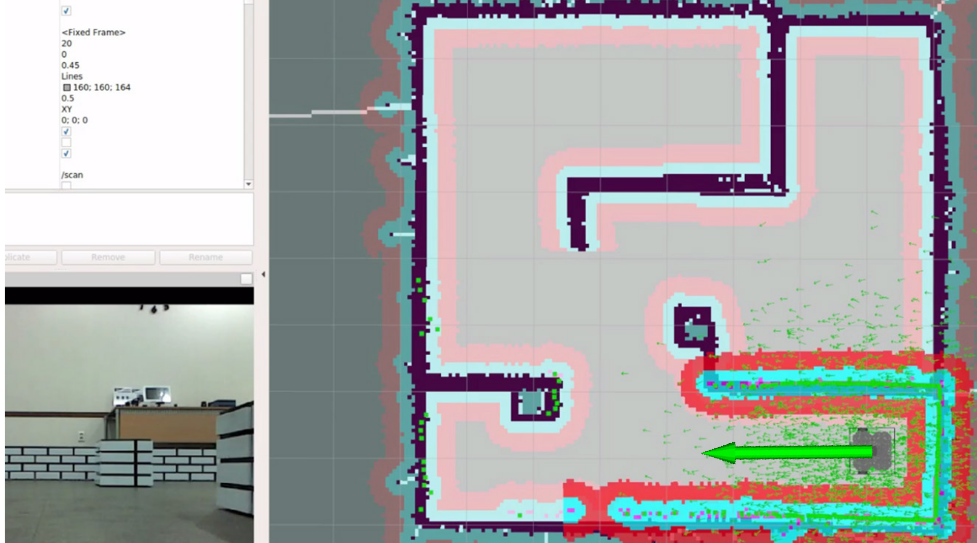 <Fixed Frame>
20
0
0.45
Lines
160; 160; 164
0.5
XY
0; 0; 0
/scan
licate
Remove
Rename